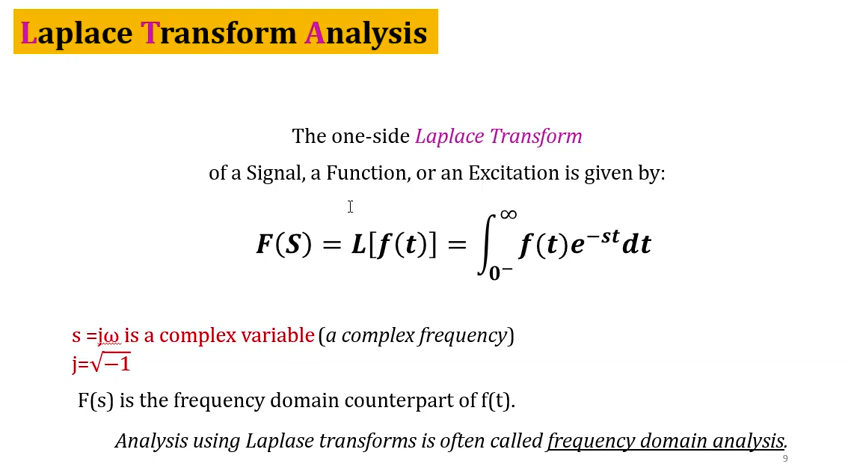 Laplace Transform Analysis
The one-side Laplace Transform
of a Signal, a Function, or an Excitation is given by:
F(S) = L[f(t)] = ∫₀₋^∞ f(t)e^{−st}dt
s =jω is a complex variable (a complex frequency)
j=√−1
F(s) is the frequency domain counterpart of f(t).
Analysis using Laplase transforms is often called frequency domain analysis.
9